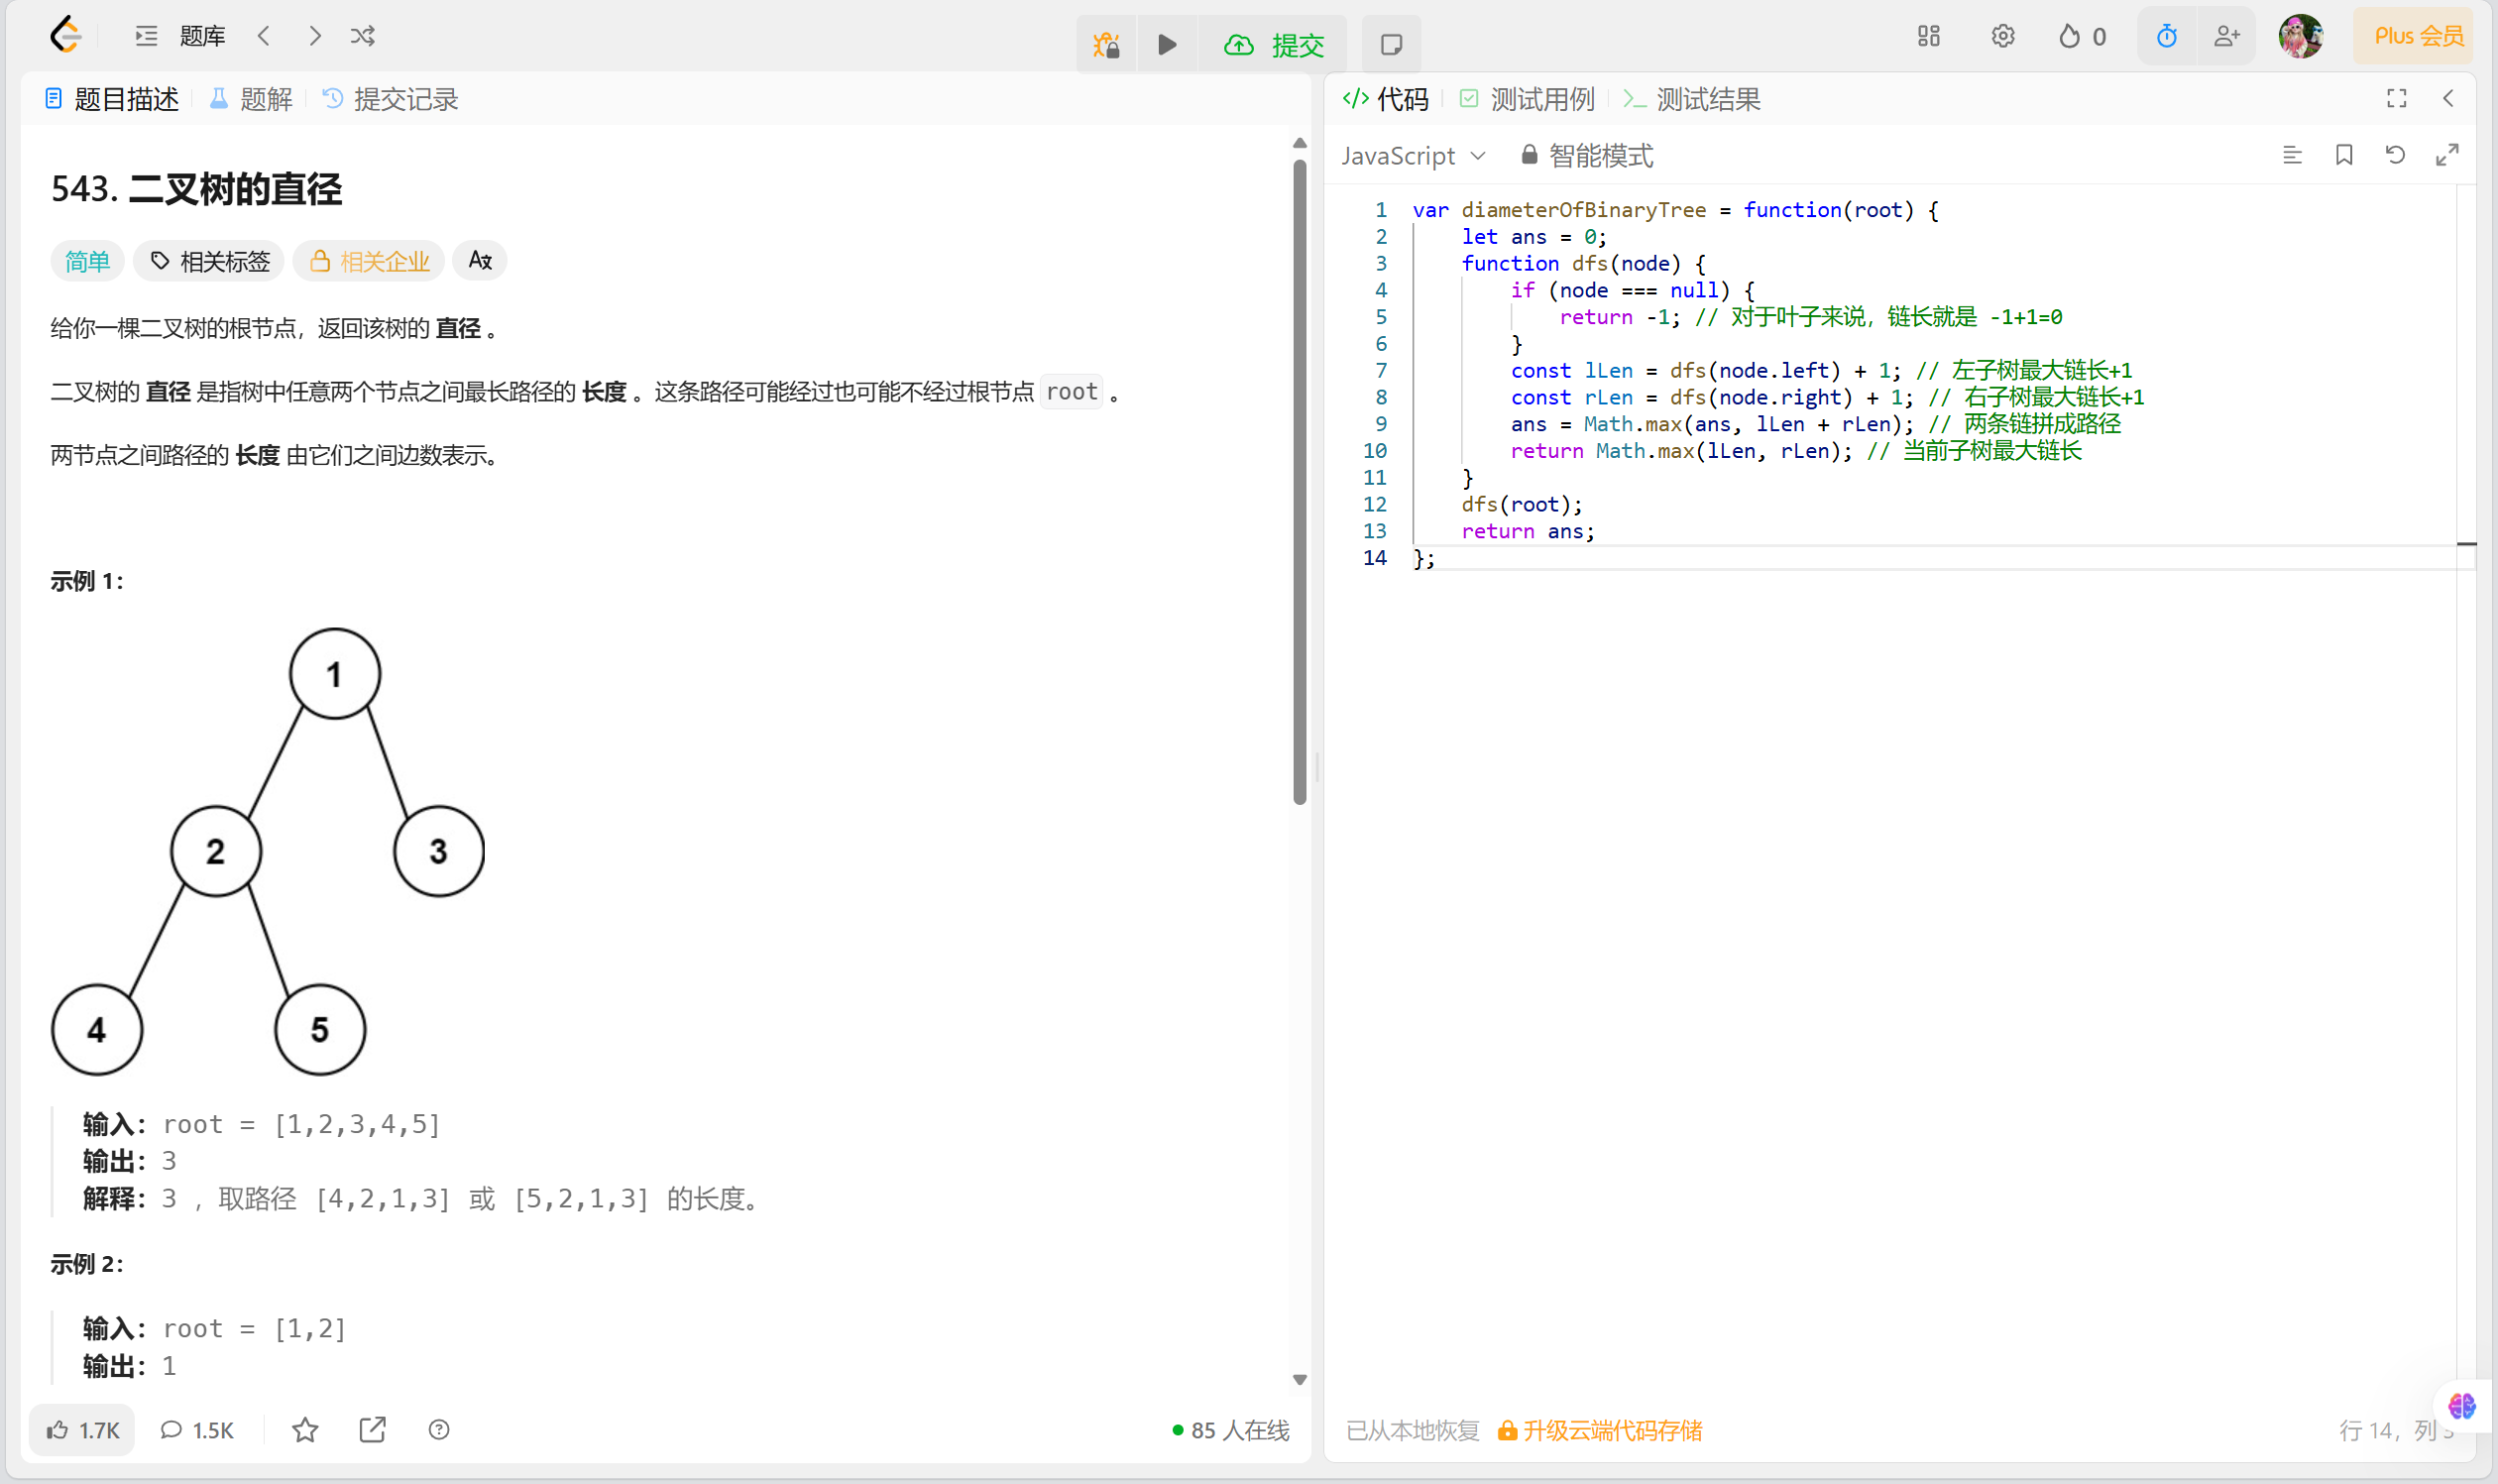 题库
提交
0
Plus 会员
题目描述
题解
提交记录
543. 二叉树的直径
简单
相关标签
相关企业
给你一棵二叉树的根节点，返回该树的 直径 。
二叉树的 直径 是指树中任意两个节点之间最长路径的 长度 。这条路径可能经过也可能不经过根节点 root 。
两节点之间路径的 长度 由它们之间边数表示。
示例 1：
1
2
3
4
5
输入：root = [1,2,3,4,5]
输出：3
解释：3 ，取路径 [4,2,1,3] 或 [5,2,1,3] 的长度。
示例 2：
输入：root = [1,2]
输出：1
1.7K
1.5K
85 人在线
</> 代码
测试用例
测试结果
JavaScript
智能模式
1 var diameterOfBinaryTree = function(root) {
2     let ans = 0;
3     function dfs(node) {
4         if (node === null) {
5             return -1; // 对于叶子来说，链长就是 -1+1=0
6         }
7         const lLen = dfs(node.left) + 1; // 左子树最大链长+1
8         const rLen = dfs(node.right) + 1; // 右子树最大链长+1
9         ans = Math.max(ans, lLen + rLen); // 两条链拼成路径
10         return Math.max(lLen, rLen); // 当前子树最大链长
11     }
12     dfs(root);
13     return ans;
14 };
已从本地恢复
升级云端代码存储
行 14，列